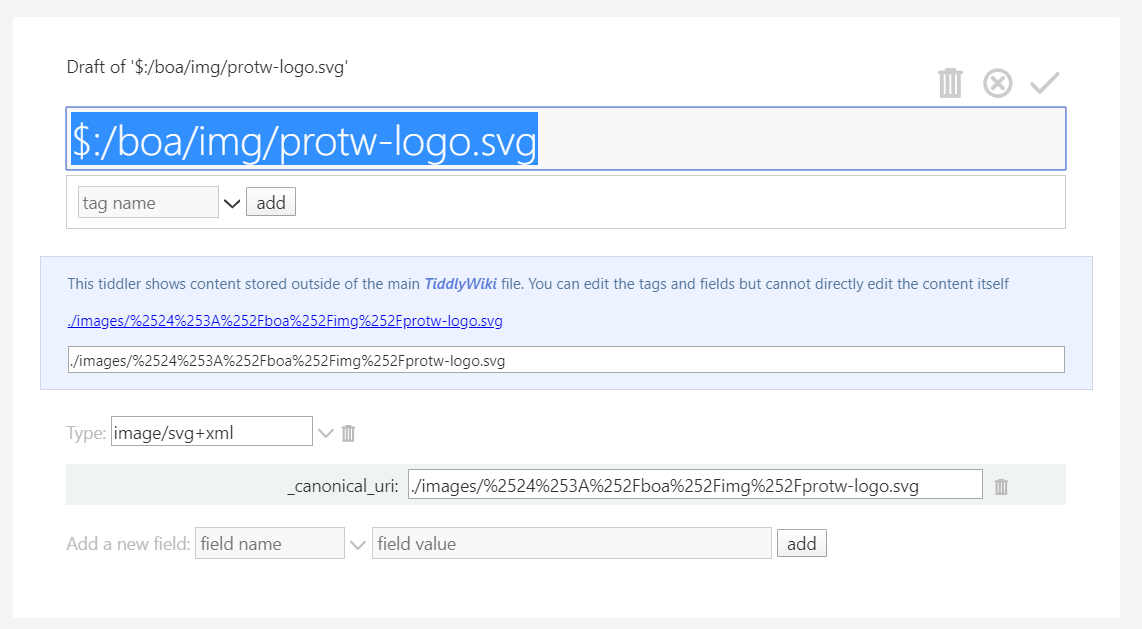 Draft of '$:/boa/img/protw-logo.svg'
$:/boa/img/protw-logo.svg
tag name add
This tiddler shows content stored outside of the main TiddlyWiki file. You can edit the tags and fields but cannot directly edit the content itself
./images/%2524%253A%252Fboa%252Fimg%252Fprotw-logo.svg
./images/%2524%253A%252Fboa%252Fimg%252Fprotw-logo.svg
Type: image/svg+xml
_canonical_uri: ./images/%2524%253A%252Fboa%252Fimg%252Fprotw-logo.svg
Add a new field: field name field value add